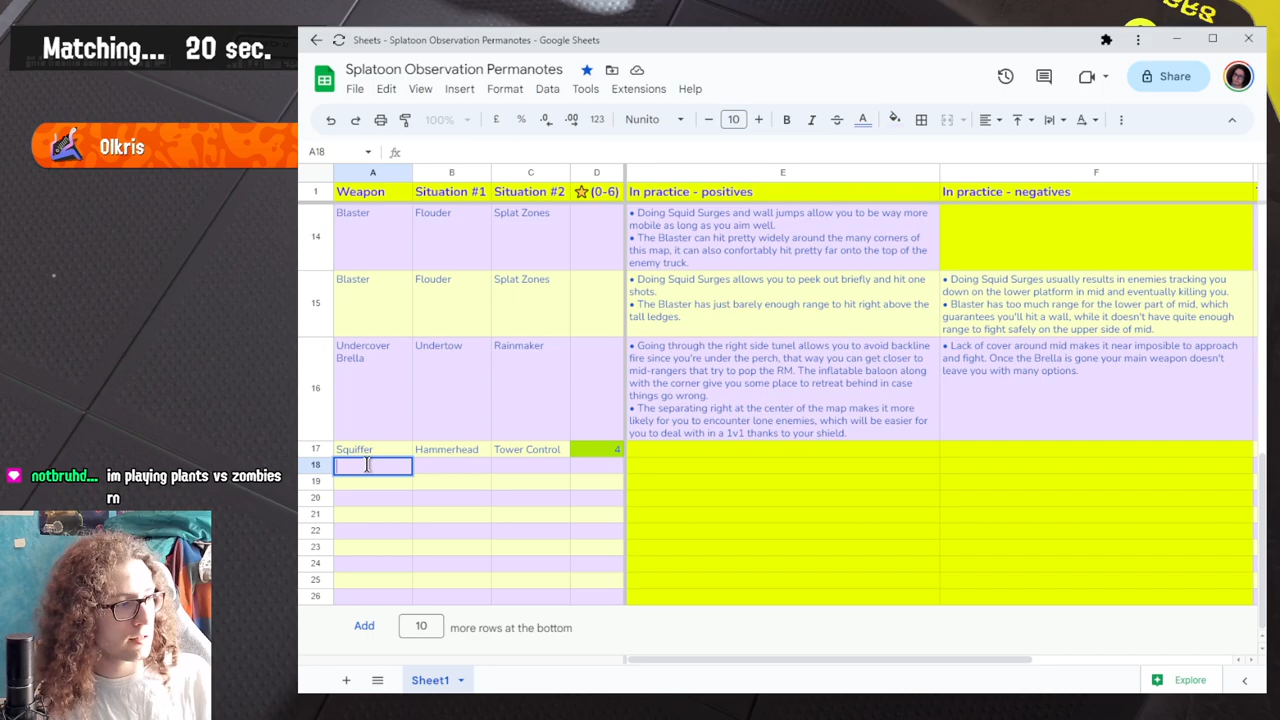 Matching... 20 sec.
Olkris
notbruhd... im playing plants vs zombies
rn
Sheets - Splatoon Observation Permanotes - Google Sheets
Splatoon Observation Permanotes
File Edit View Insert Format Data Tools Extensions Help
Share
100% £ % .0 .00 123 Nunito - 10 + B I A
A18 fx
A B C D E F
1 Weapon Situation #1 Situation #2 (0-6) In practice - positives In practice - negatives
14 Blaster Flouder Splat Zones
• Doing Squid Surges and wall jumps allow you to be way more
mobile as long as you aim well.
• The Blaster can hit pretty widely around the many corners of
this map, it can also confortably hit pretty far onto the top of the
enemy truck.
15 Blaster Flouder Splat Zones
• Doing Squid Surges allows you to peek out briefly and hit one
shots.
• The Blaster has just barely enough range to hit right above the
tall ledges.
• Doing Squid Surges usually results in enemies tracking you
down on the lower platform in mid and eventually killing you.
• Blaster has too much range for the lower part of mid, which
guarantees you'll hit a wall, while it doesn't have quite enough
range to fight safely on the upper side of mid.
16 Undercover
Brella
Undertow Rainmaker
• Going through the right side tunel allows you to avoid backline
fire since you're under the perch, that way you can get closer to
mid-rangers that try to pop the RM. The inflatable baloon along
with the corner give you some place to retreat behind in case
things go wrong.
• The separating right at the center of the map makes it more
likely for you to encounter lone enemies, which will be easier for
you to deal with in a 1v1 thanks to your shield.
• Lack of cover around mid makes it near imposible to approach
and fight. Once the Brella is gone your main weapon doesn't
leave you with many options.
17 Squiffer Hammerhead Tower Control 4
18
19
20
21
22
23
24
25
26
Add 10 more rows at the bottom
Sheet1
Explore